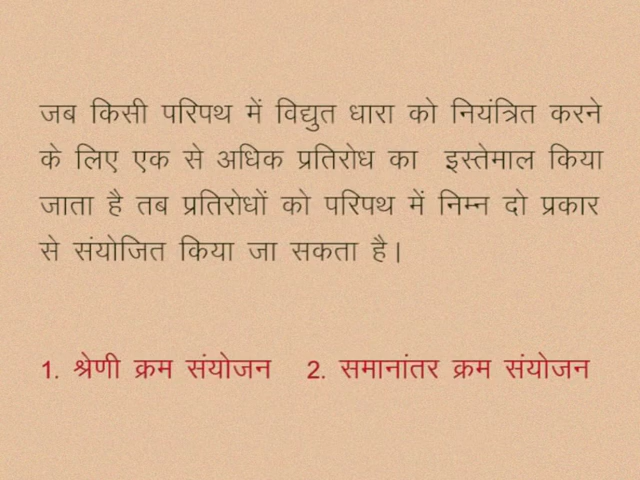 जब किसी परिपथ में विद्युत धारा को नियंत्रित करने
के लिए एक से अधिक प्रतिरोध का इस्तेमाल किया
जाता है तब प्रतिरोधों को परिपथ में निम्न दो प्रकार
से संयोजित किया जा सकता है।
1. श्रेणी क्रम संयोजन 2. समानांतर क्रम संयोजन